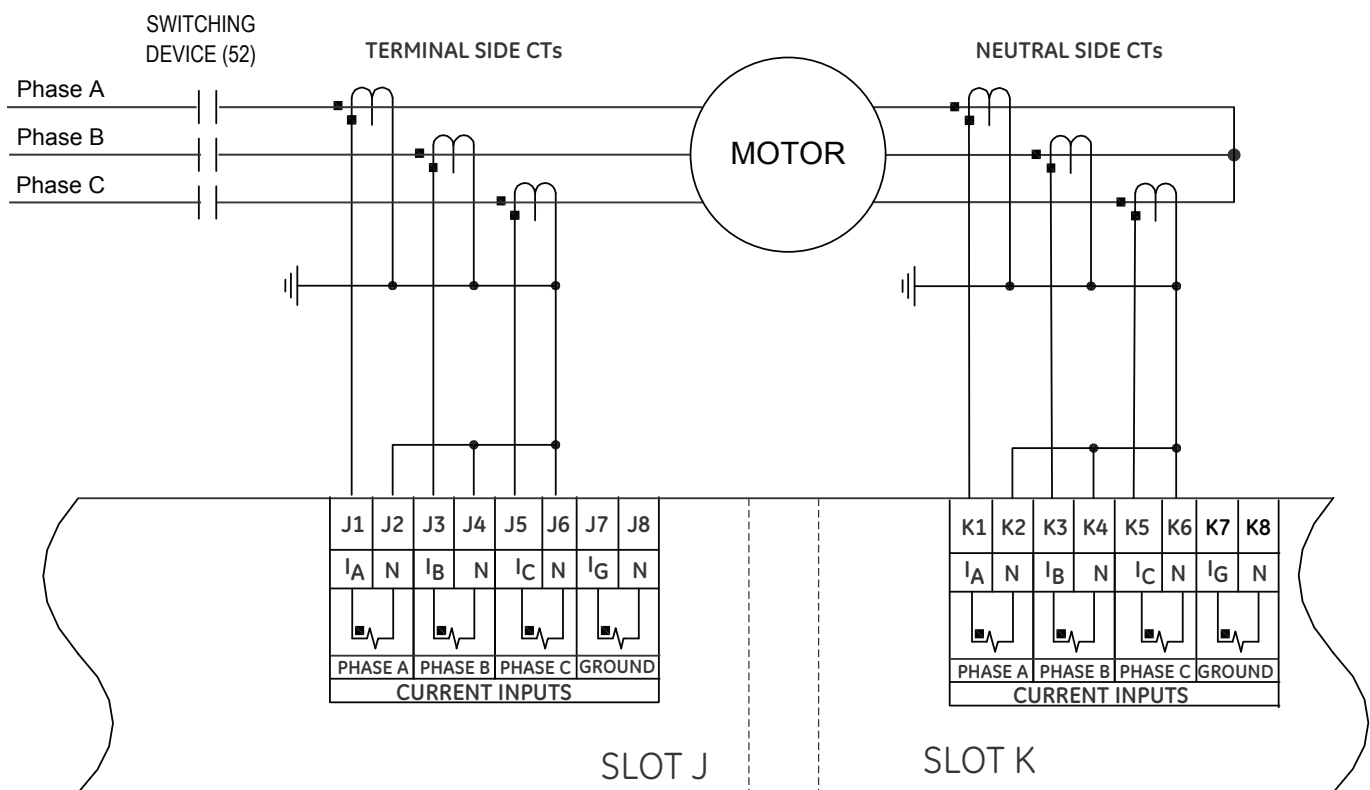 SWITCHING
DEVICE (52)
TERMINAL SIDE CTs
NEUTRAL SIDE CTs
Phase A
Phase B
Phase C
MOTOR
J1 J2 J3 J4 J5 J6 J7 J8
IA N IB N IC N IG N
PHASE A PHASE B PHASE C GROUND
CURRENT INPUTS
K1 K2 K3 K4 K5 K6 K7 K8
IA N IB N IC N IG N
PHASE A PHASE B PHASE C GROUND
CURRENT INPUTS
SLOT J
SLOT K